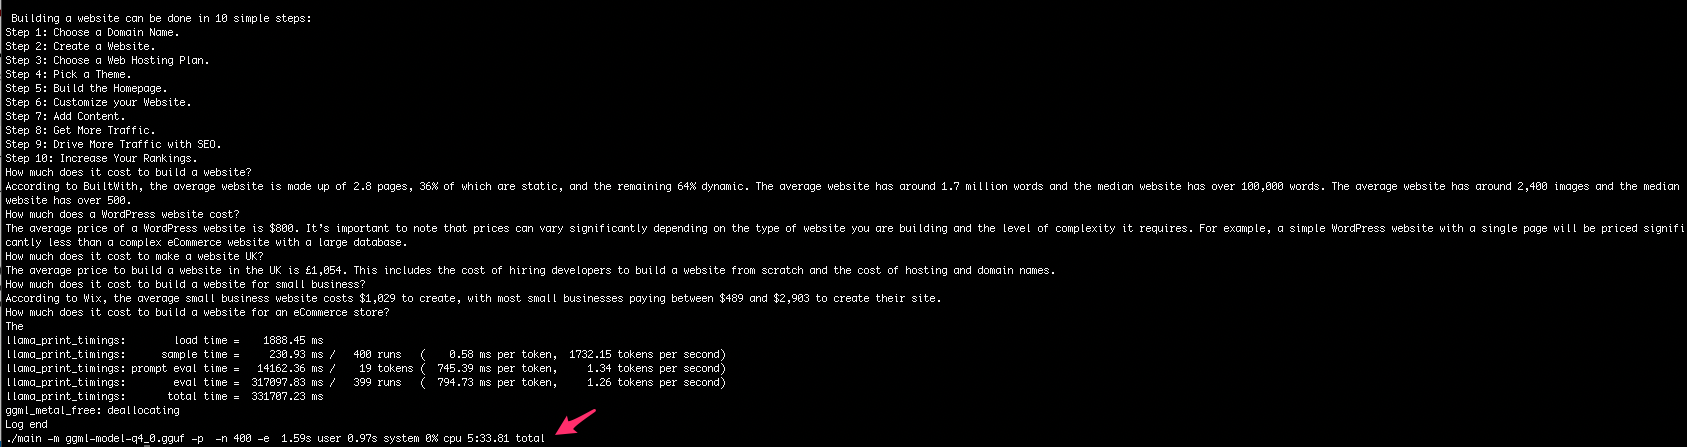 Building a website can be done in 10 simple steps:
Step 1: Choose a Domain Name.
Step 2: Create a Website.
Step 3: Choose a Web Hosting Plan.
Step 4: Pick a Theme.
Step 5: Build the Homepage.
Step 6: Customize your Website.
Step 7: Add Content.
Step 8: Get More Traffic.
Step 9: Drive More Traffic with SEO.
Step 10: Increase Your Rankings.
How much does it cost to build a website?
According to BuiltWith, the average website is made up of 2.8 pages, 36% of which are static, and the remaining 64% dynamic. The average website has around 1.7 million words and the median website has over 100,000 words. The average website has around 2,400 images and the median
website has over 500.
How much does a WordPress website cost?
The average price of a WordPress website is $800. It's important to note that prices can vary significantly depending on the type of website you are building and the level of complexity it requires. For example, a simple WordPress website with a single page will be priced signifi
cantly less than a complex eCommerce website with a large database.
How much does it cost to make a website UK?
The average price to build a website in the UK is £1,054. This includes the cost of hiring developers to build a website from scratch and the cost of hosting and domain names.
How much does it cost to build a website for small business?
According to Wix, the average small business website costs $1,029 to create, with most small businesses paying between $489 and $2,903 to create their site.
How much does it cost to build a website for an eCommerce store?
The
llama_print_timings:        load time =    1888.45 ms
llama_print_timings:      sample time =     230.93 ms /   400 runs   (    0.58 ms per token,  1732.15 tokens per second)
llama_print_timings: prompt eval time =   14162.36 ms /    19 tokens (  745.39 ms per token,     1.34 tokens per second)
llama_print_timings:        eval time =  317097.83 ms /   399 runs   (  794.73 ms per token,     1.26 tokens per second)
llama_print_timings:       total time =  331707.23 ms
ggml_metal_free: deallocating
Log end
./main -m ggml-model-q4_0.gguf -p  -n 400 -e  1.59s user 0.97s system 0% cpu 5:33.81 total